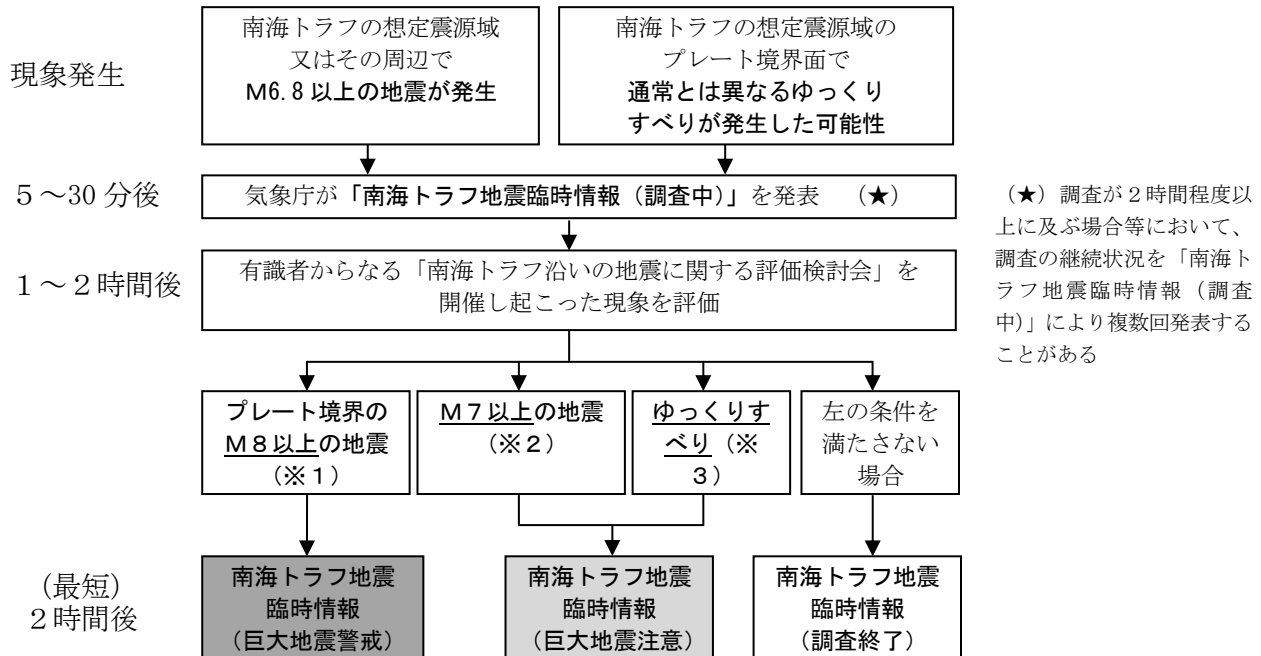 現象発生
南海トラフの想定震源域
又はその周辺で
Ｍ6.8以上の地震が発生
南海トラフの想定震源域の
プレート境界面で
通常とは異なるゆっくり
すべりが発生した可能性
５～30分後
気象庁が「南海トラフ地震臨時情報（調査中）」を発表　（★）
（★）調査が２時間程度以
上に及ぶ場合等において、
調査の継続状況を「南海ト
ラフ地震臨時情報（調査
中）」により複数回発表する
ことがある
１～２時間後
有識者からなる「南海トラフ沿いの地震に関する評価検討会」を
開催し起こった現象を評価
プレート境界の
Ｍ８以上の地震
（※１）
Ｍ７以上の地震
（※２）
ゆっくりす
べり（※
３）
左の条件を
満たさない
場合
（最短）
２時間後
南海トラフ地震
臨時情報
（巨大地震警戒）
南海トラフ地震
臨時情報
（巨大地震注意）
南海トラフ地震
臨時情報
（調査終了）